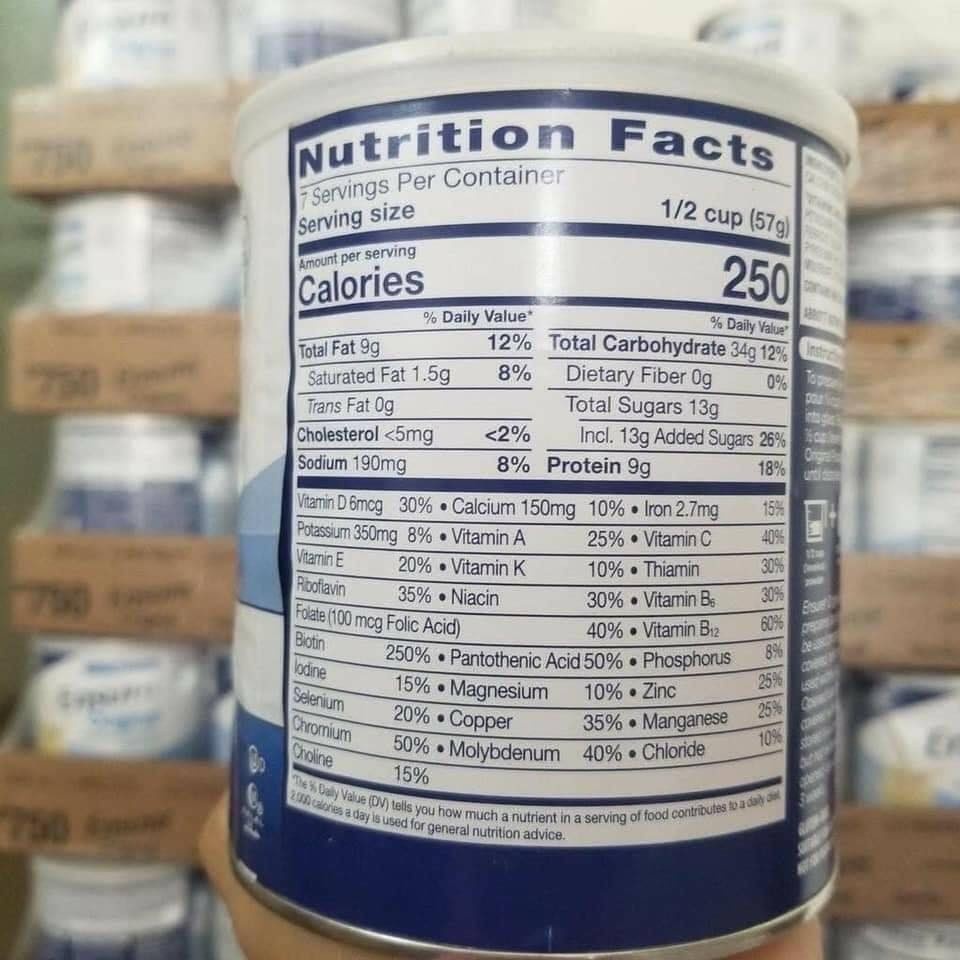 Nutrition Facts
7 Servings Per Container
Serving size 1/2 cup (57g)
Amount per serving
Calories 250
% Daily Value* % Daily Value*
Total Fat 9g 12% Total Carbohydrate 34g 12%
Saturated Fat 1.5g 8% Dietary Fiber 0g 0%
Trans Fat 0g Total Sugars 13g
Cholesterol <5mg <2% Incl. 13g Added Sugars 26%
Sodium 190mg 8% Protein 9g 18%
Vitamin D 6mcg 30% • Calcium 150mg 10% • Iron 2.7mg 15%
Potassium 350mg 8% • Vitamin A 25% • Vitamin C 40%
Vitamin E 20% • Vitamin K 10% • Thiamin 30%
Riboflavin 35% • Niacin 30% • Vitamin B6 30%
Folate (100 mcg Folic Acid) 40% • Vitamin B12 60%
Biotin 250% • Pantothenic Acid 50% • Phosphorus 8%
Iodine 15% • Magnesium 10% • Zinc 25%
Selenium 20% • Copper 35% • Manganese 25%
Chromium 50% • Molybdenum 40% • Chloride 10%
Choline 15%
*The % Daily Value (DV) tells you how much a nutrient in a serving of food contributes to a daily diet.
2,000 calories a day is used for general nutrition advice.